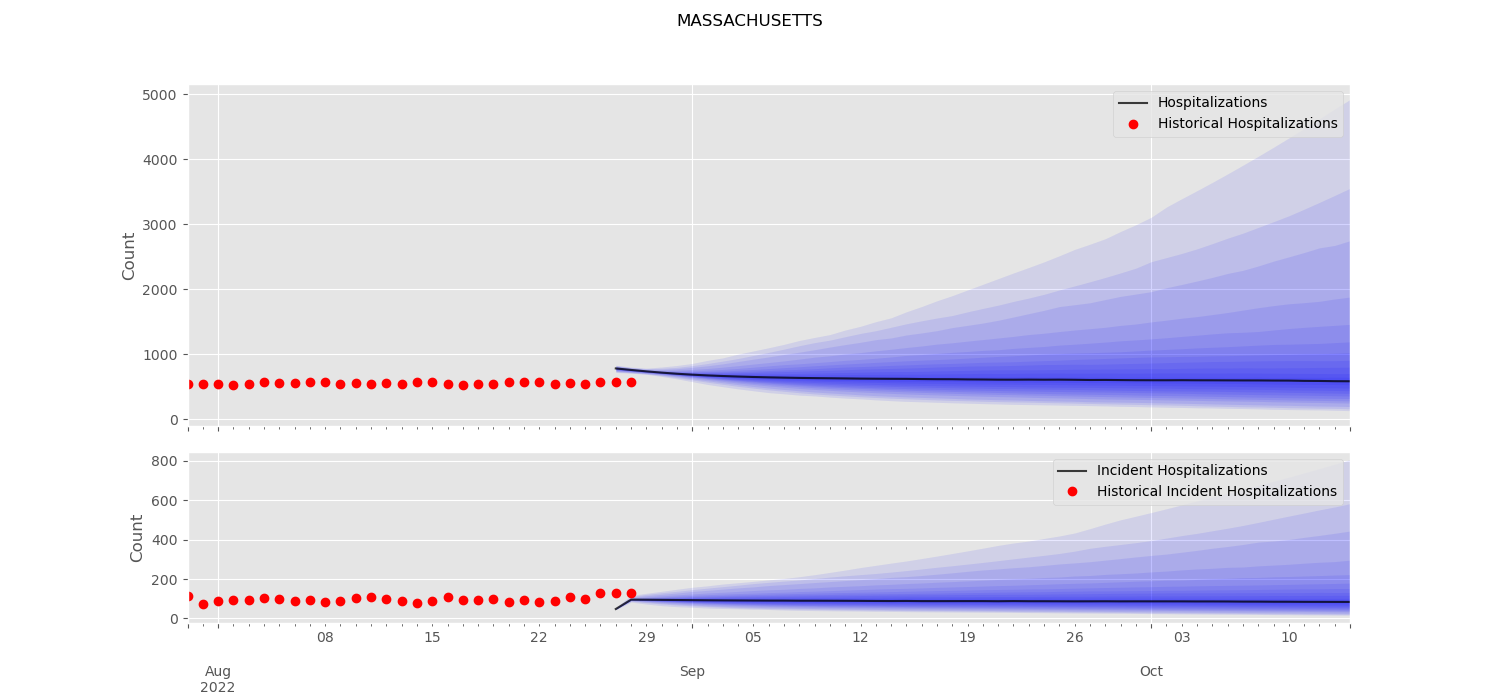 MASSACHUSETTS
5000
4000
3000
2000
1000
0
Count
Hospitalizations
Historical Hospitalizations
800
600
400
200
0
Count
Incident Hospitalizations
Historical Incident Hospitalizations
08 15 22 29 05 12 19 26 03 10
Aug Sep Oct
2022